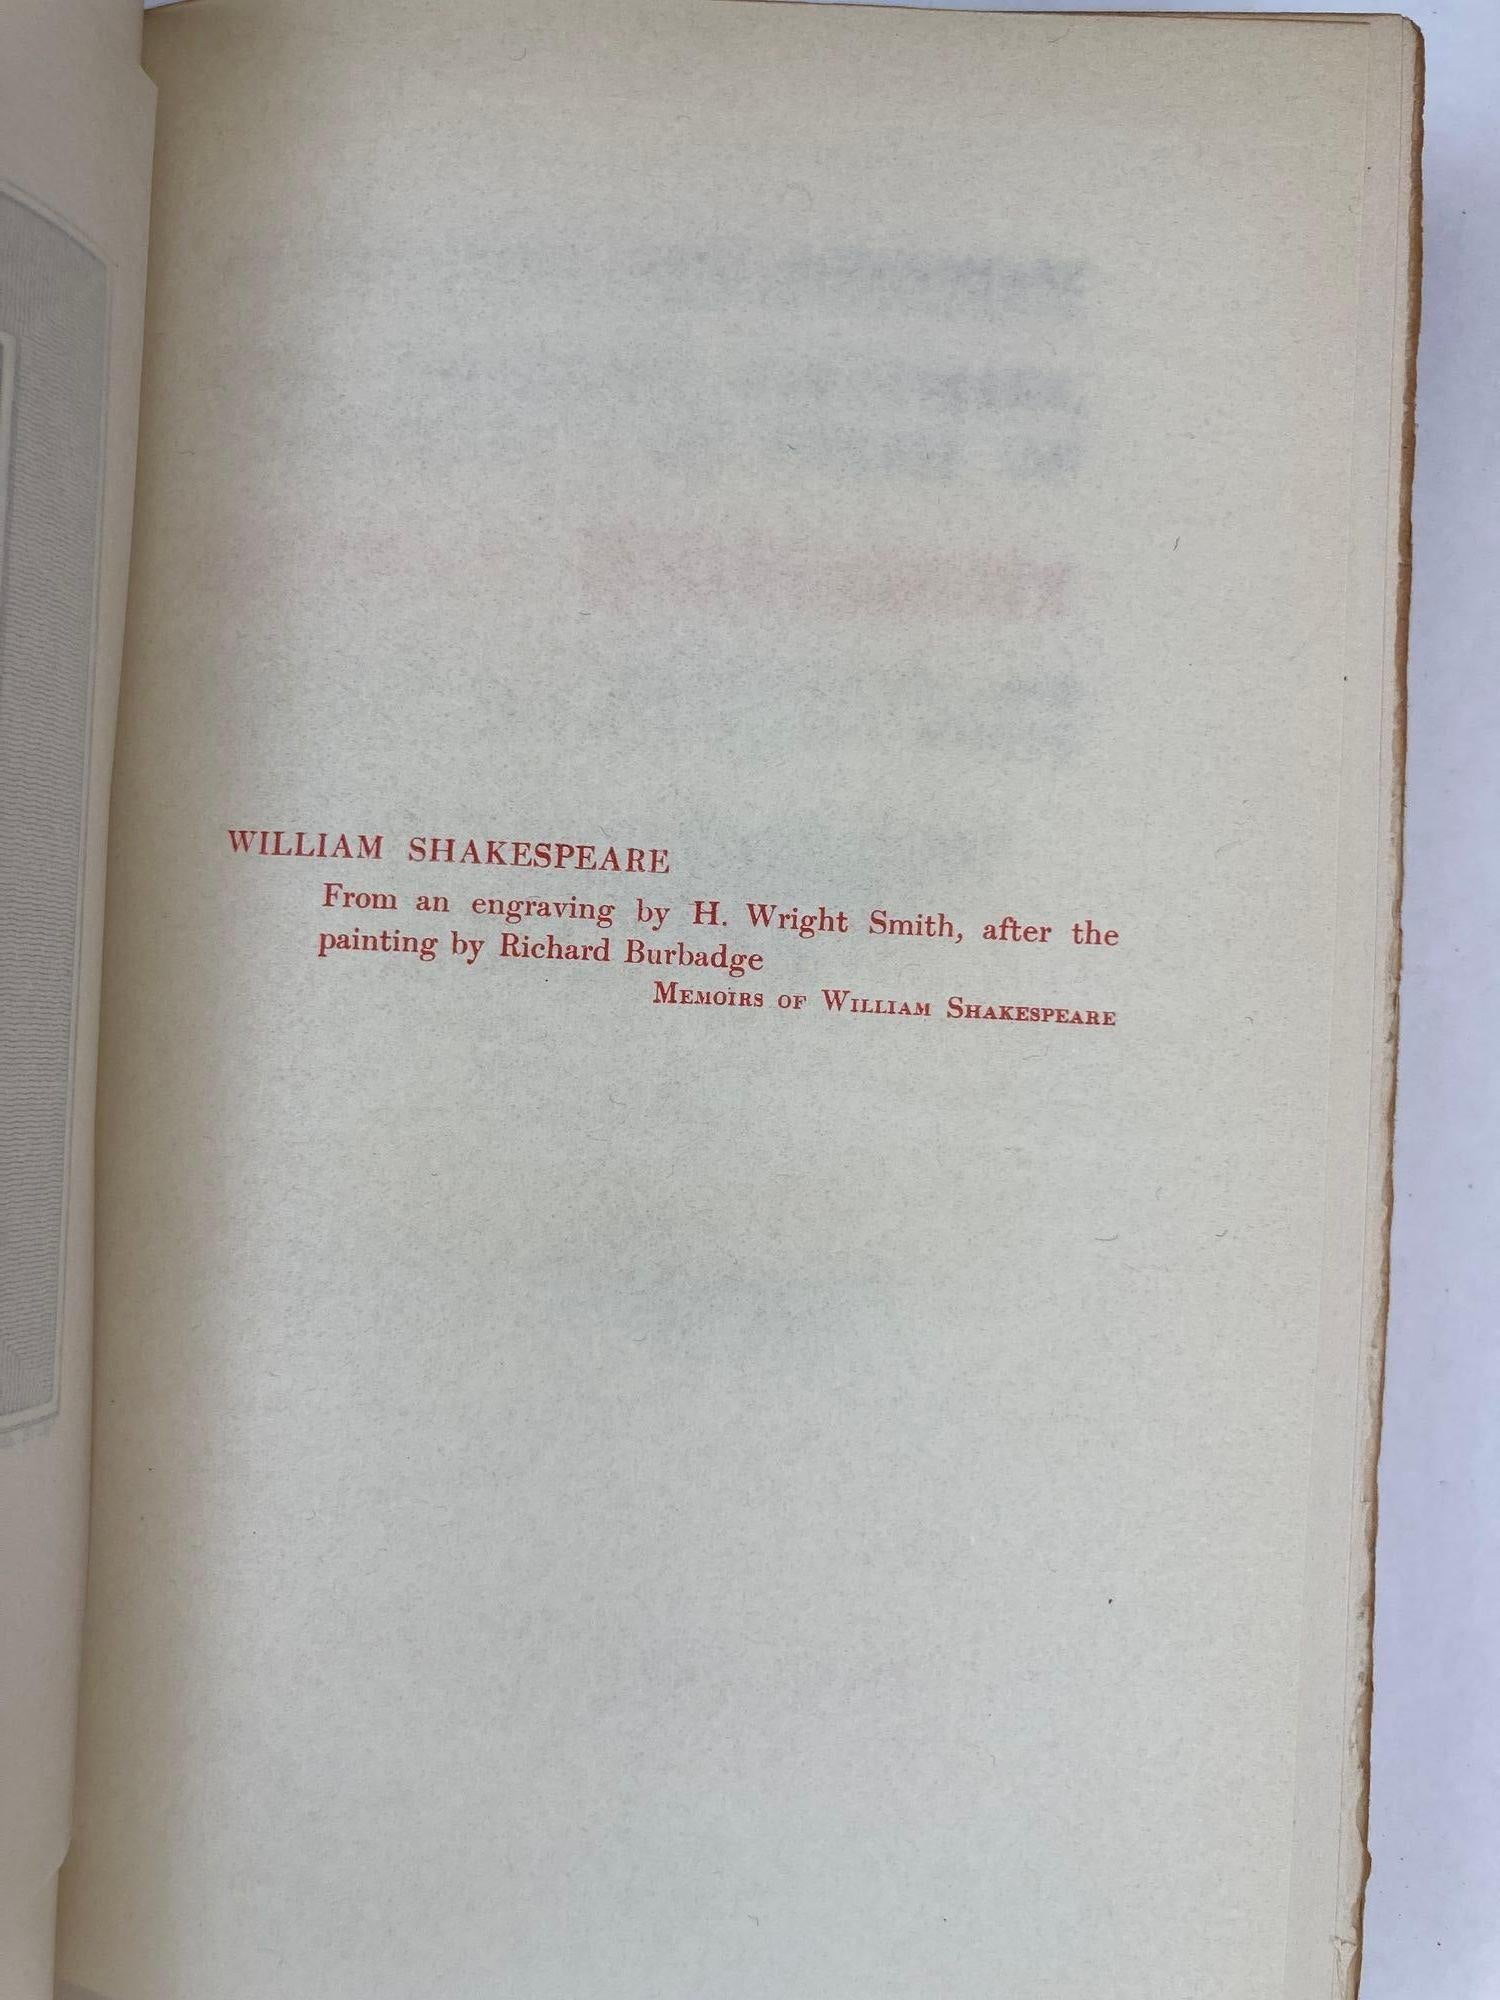 WILLIAM SHAKESPEARE
From an engraving by H. Wright Smith, after the
painting by Richard Burbadge
MEMOIRS OF WILLIAM SHAKESPEARE